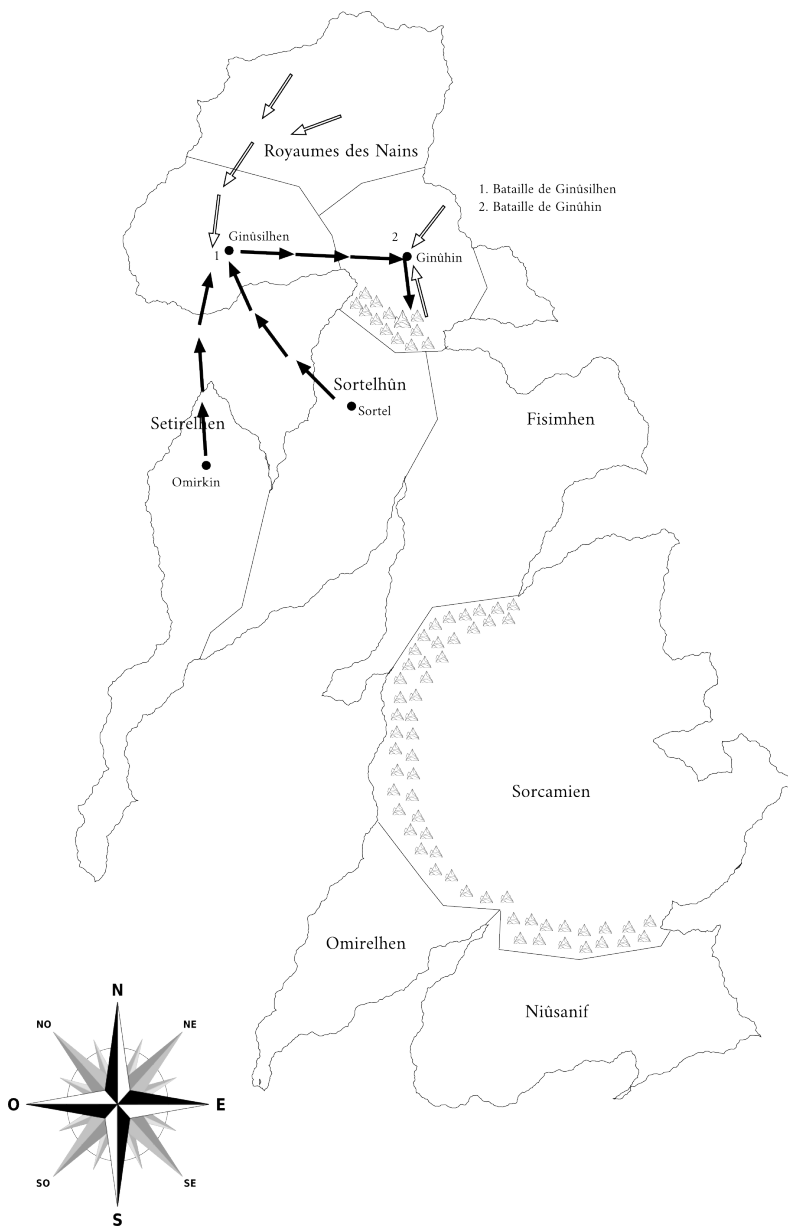 Royaumes des Nains
1. Bataille de Ginûsilhen
2. Bataille de Ginûhin
Ginûsilhen
1
2
Ginûhin
Sortelhûn
Sortel
Setirelhen
Omirkin
Fisimhen
Sorcamien
Omirelhen
Niûsanif
N
NO
NE
O
E
SO
SE
S